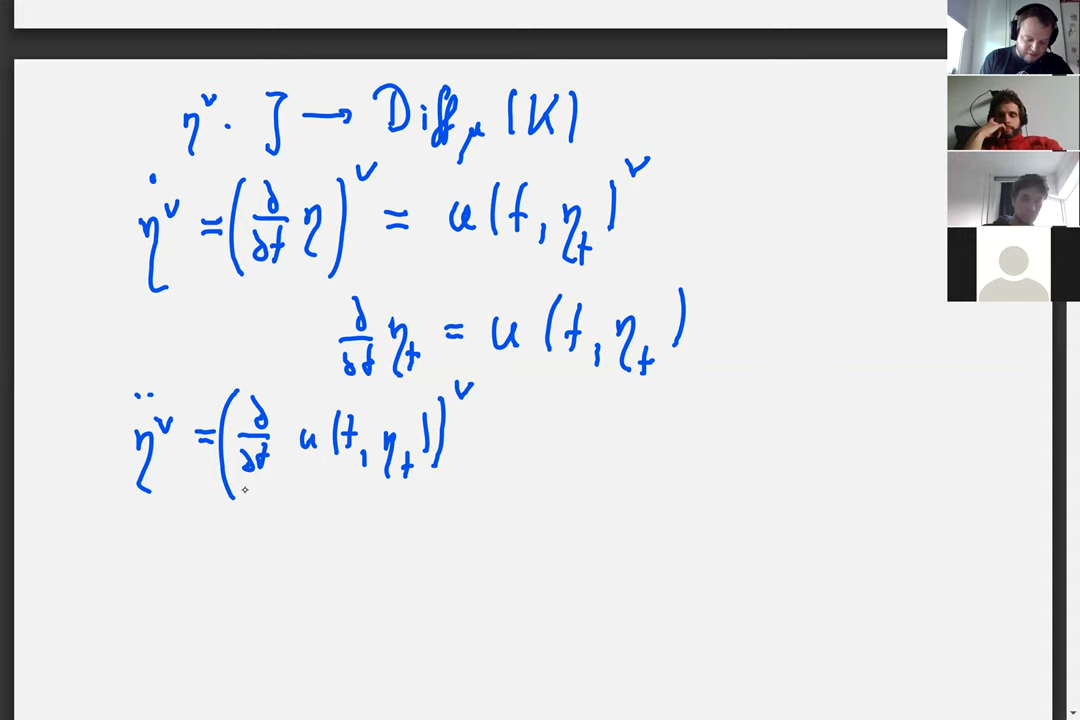 η^∨. J → Diff_μ (K)
η̇^∨ = (∂/∂t η)^∨ = u(t, η_t)^∨
∂/∂t η_t = u (t, η_t)
η̈^∨ = (∂/∂t u(t, η_t))^∨